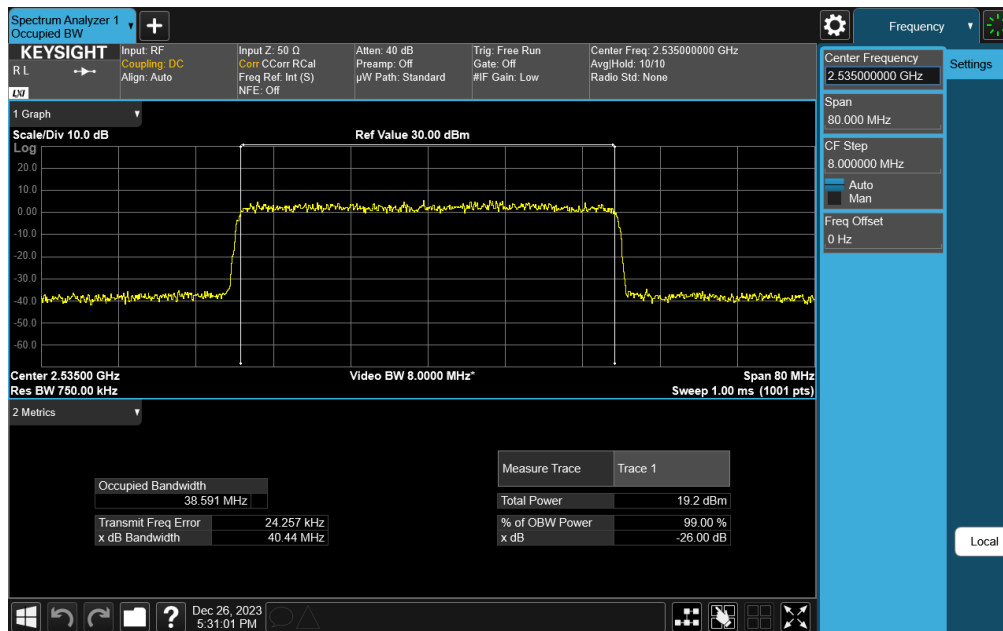 Spectrum Analyzer 1
Occupied BW
Frequency
KEYSIGHT
R L
LXI
Input: RF
Coupling: DC
Align: Auto
Input Z: 50 Ω
Corr CCorr RCal
Freq Ref: Int (S)
NFE: Off
Atten: 40 dB
Preamp: Off
µW Path: Standard
Trig: Free Run
Gate: Off
#IF Gain: Low
Center Freq: 2.535000000 GHz
Avg|Hold: 10/10
Radio Std: None
Center Frequency
2.535000000 GHz
Settings
Span
80.000 MHz
CF Step
8.000000 MHz
Auto
Man
Freq Offset
0 Hz
1 Graph
Scale/Div 10.0 dB
Ref Value 30.00 dBm
Log
20.0
10.0
0.00
-10.0
-20.0
-30.0
-40.0
-50.0
-60.0
Center 2.53500 GHz
Video BW 8.0000 MHz*
Span 80 MHz
Res BW 750.00 kHz
Sweep 1.00 ms (1001 pts)
2 Metrics
Measure Trace
Trace 1
Occupied Bandwidth
38.591 MHz
Total Power
19.2 dBm
Transmit Freq Error
24.257 kHz
% of OBW Power
99.00 %
x dB Bandwidth
40.44 MHz
x dB
-26.00 dB
Local
Dec 26, 2023
5:31:01 PM